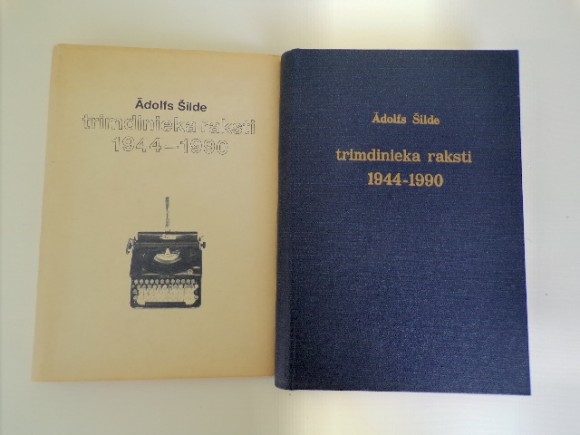 Ādolfs Šilde
trimdinieka raksti
1944-1990
Ādolfs Šilde
trimdinieka raksti
1944-1990